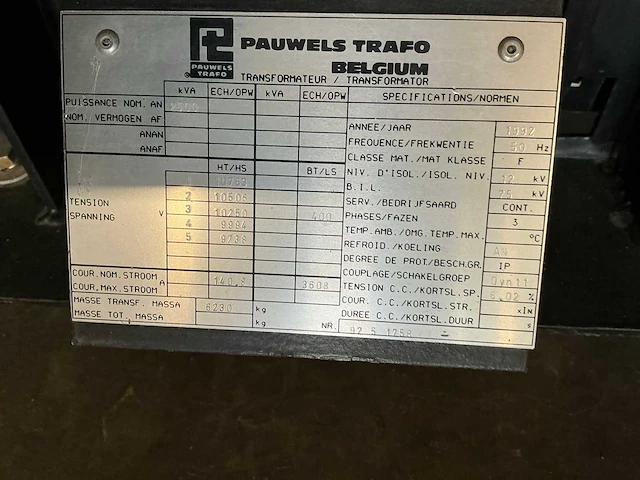 PAUWELS TRAFO
BELGIUM
PAUWELS
TRAFO
TRANSFORMATEUR / TRANSFORMATOR
kVA ECH/OPW kVA ECH/OPW SPECIFICATIONS/NORMEN
PUISSANCE NOM. AN 2500
NOM. VERMOGEN AF
ANAN
ANAF
HT/HS BT/LS
TENSION
SPANNING V
1
2 10506
3 10250 400
4 9994
5 9738
COUR.NOM.STROOM
COUR.MAX.STROOM A 140,8 3608
MASSE TRANSF. MASSA 6230 kg
MASSE TOT. MASSA kg
NR. 92 5 1258
ANNEE/JAAR 1992
FREQUENCE/FREKWENTIE 50 Hz
CLASSE MAT./MAT KLASSE F
NIV. D'ISOL./ISOL. NIV. 12 kV
B.I.L. 75 kV
SERV./BEDRIJFSAARD CONT.
PHASES/FAZEN 3
TEMP.AMB./OMG.TEMP.MAX. °C
REFROID./KOELING AN
DEGREE DE PROT/BESCH.GR. IP
COUPLAGE/SCHAKELGROEP Dyn11
TENSION C.C./KORTSL.SP. 6,02 %
COUR. C.C./KORTSL.STR. xIN
DUREE C.C./KORTSL.DUUR s